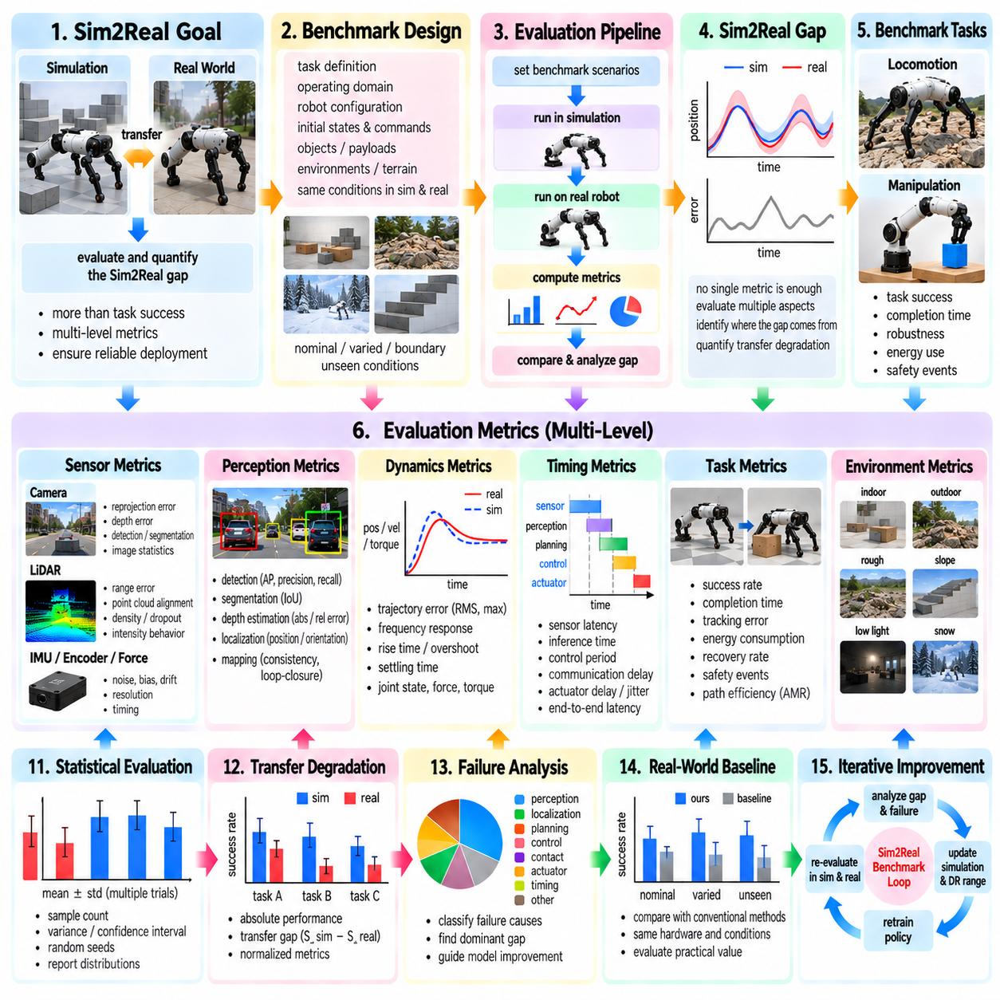 1. Sim2Real Goal
Simulation
Real World
transfer
evaluate and quantify
the Sim2Real gap
• more than task success
• multi-level metrics
• ensure reliable deployment
2. Benchmark Design
task definition
operating domain
robot configuration
initial states & commands
objects / payloads
environments / terrain
same conditions in sim & real
nominal / varied / boundary
unseen conditions
3. Evaluation Pipeline
set benchmark scenarios
run in simulation
run on real robot
compute metrics
compare & analyze gap
4. Sim2Real Gap
sim
real
position
time
error
time
no single metric is enough
evaluate multiple aspects
identify where the gap comes from
quantify transfer degradation
5. Benchmark Tasks
Locomotion
Manipulation
• task success
• completion time
• robustness
• energy use
• safety events
6. Evaluation Metrics (Multi-Level)
Sensor Metrics
Camera
• reprojection error
• depth error
• detection / segmentation
• image statistics
LiDAR
• range error
• point cloud alignment
• density / dropout
• intensity behavior
IMU / Encoder / Force
• noise, bias, drift
• resolution
• timing
Perception Metrics
• detection (AP, precision, recall)
• segmentation (IoU)
• depth estimation (abs / rel error)
• localization (position / orientation)
• mapping (consistency,
loop-closure)
Dynamics Metrics
real
sim
pos / vel
/ torque
time
• trajectory error (RMS, max)
• frequency response
• rise time / overshoot
• settling time
• joint state, force, torque
Timing Metrics
sensor
perception
planning
control
actuator
time
• sensor latency
• inference time
• control period
• communication delay
• actuator delay / jitter
• end-to-end latency
Task Metrics
• success rate
• completion time
• tracking error
• energy consumption
• recovery rate
• safety events
• path efficiency (AMR)
Environment Metrics
indoor
outdoor
rough
slope
low light
snow
11. Statistical Evaluation
mean ± std (multiple trials)
• sample count
• variance / confidence interval
• random seeds
• report distributions
12. Transfer Degradation
sim
real
success rate
task A
task B
task C
• absolute performance
• transfer gap (S_sim − S_real)
• normalized metrics
13. Failure Analysis
perception
localization
planning
control
contact
actuator
timing
other
• classify failure causes
• find dominant gap
• guide model improvement
14. Real-World Baseline
ours
baseline
success rate
nominal
varied
unseen
• compare with conventional methods
• same hardware and conditions
• evaluate practical value
15. Iterative Improvement
analyze gap
& failure
update
simulation
& DR range
retrain
policy
re-evaluate
in sim & real
Sim2Real
Benchmark
Loop